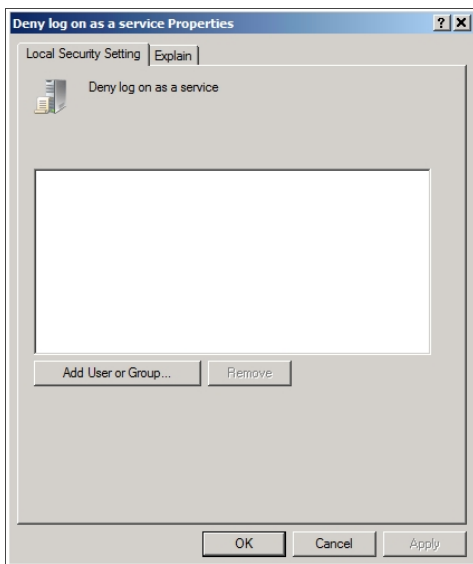 Deny log on as a service Properties
Local Security Setting
Explain
Deny log on as a service
Add User or Group...
Remove
OK
Cancel
Apply